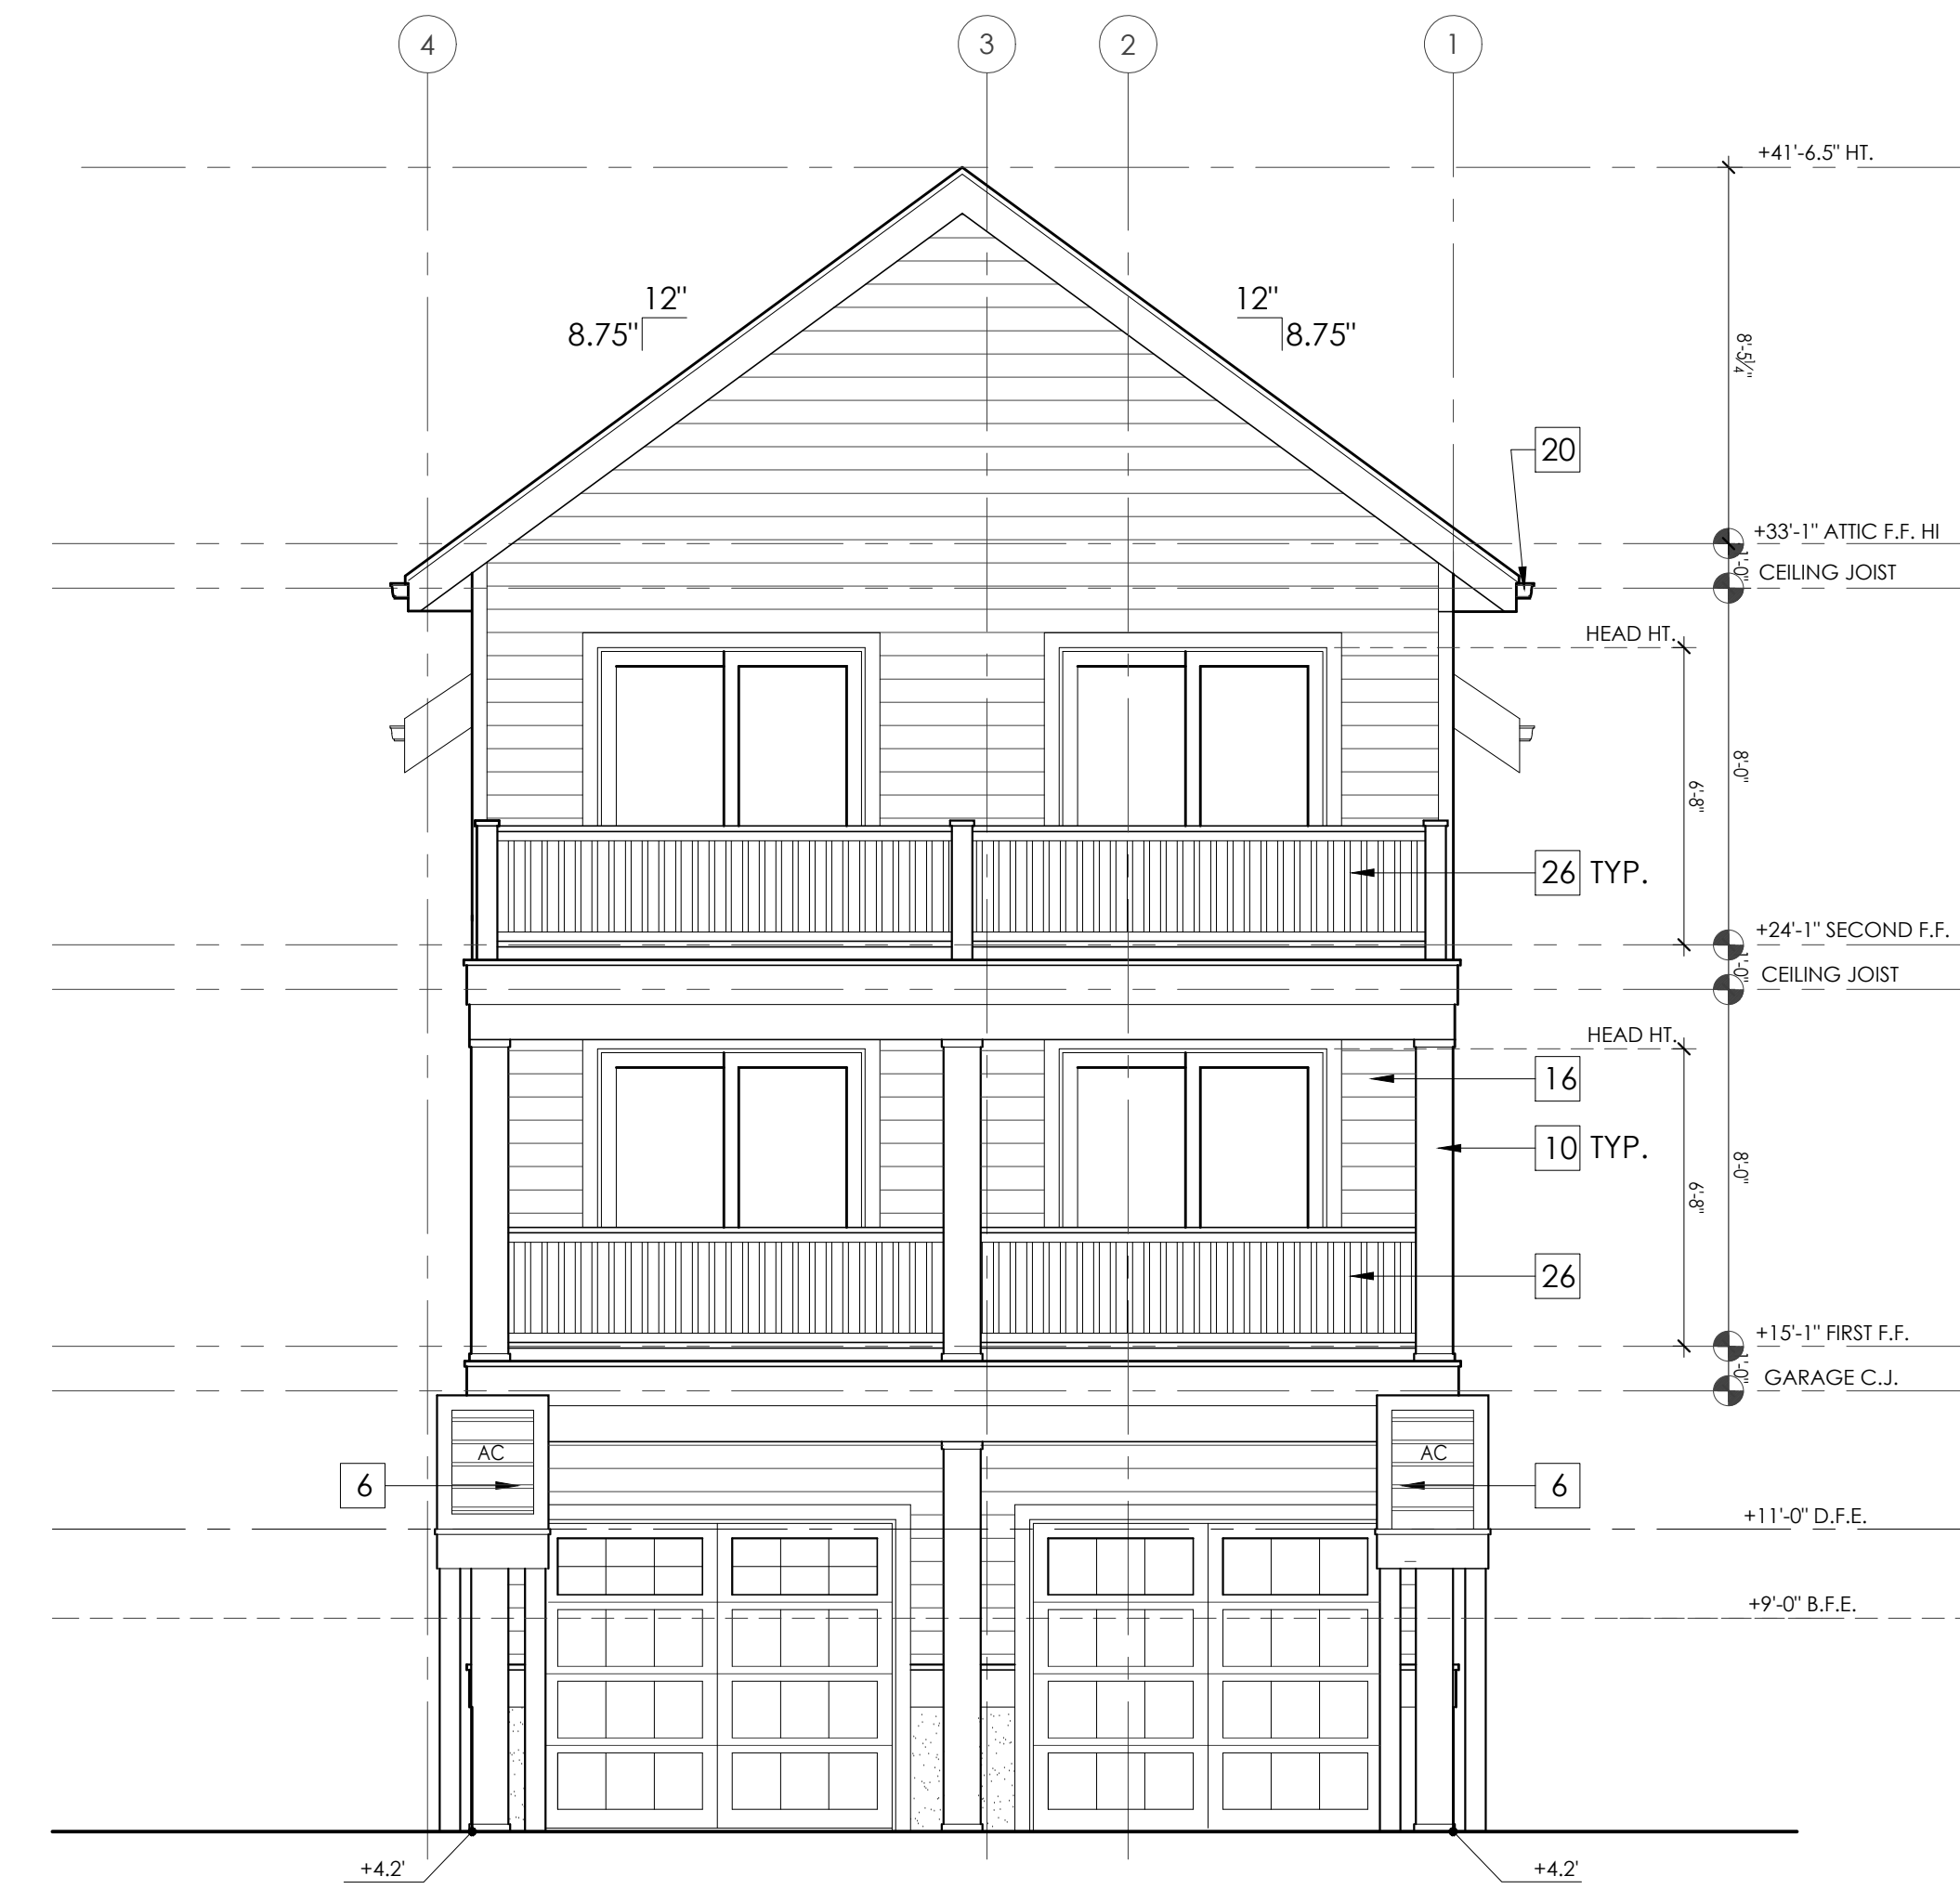 4
3
2
1
+41'-6.5" HT.
12"
8.75"
12"
8.75"
8'-5¼"
20
+33'-1" ATTIC F.F. HI
1'-0"
CEILING JOIST
HEAD HT.
8'-0"
6'-8"
26 TYP.
+24'-1" SECOND F.F.
1'-0"
CEILING JOIST
HEAD HT.
16
10 TYP.
8'-0"
6'-8"
26
+15'-1" FIRST F.F.
1'-0"
GARAGE C.J.
AC
AC
6
6
+11'-0" D.F.E.
+9'-0" B.F.E.
+4.2'
+4.2'